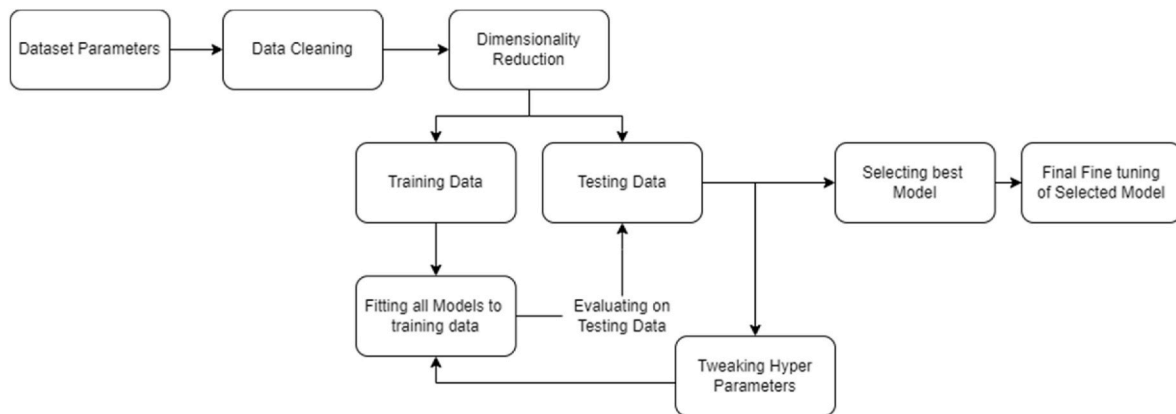 Dataset Parameters
Data Cleaning
Dimensionality
Reduction
Training Data
Testing Data
Selecting best
Model
Final Fine tuning
of Selected Model
Fitting all Models to
training data
Evaluating on
Testing Data
Tweaking Hyper
Parameters